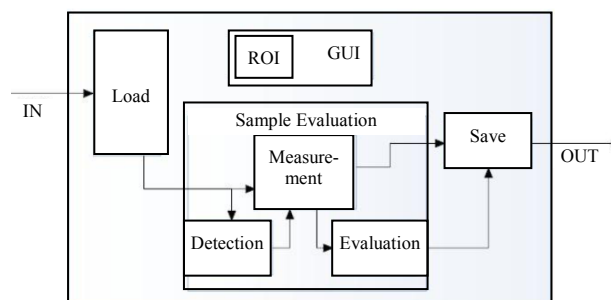 ROI
GUI
IN
Load
Sample Evaluation
Measure-
ment
Save
OUT
Detection
Evaluation